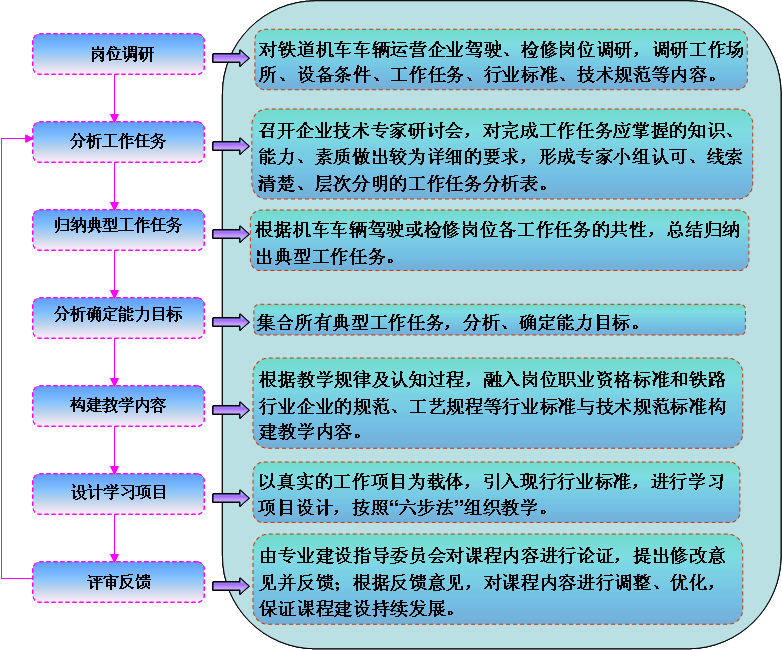 岗位调研
对铁道机车车辆运营企业驾驶、检修岗位调研，调研工作场
所、设备条件、工作任务、行业标准、技术规范等内容。
分析工作任务
召开企业技术专家研讨会，对完成工作任务应掌握的知识、
能力、素质做出较为详细的要求，形成专家小组认可、线索
清楚、层次分明的工作任务分析表。
归纳典型工作任务
根据机车车辆驾驶或检修岗位各工作任务的共性，总结归纳
出典型工作任务。
分析确定能力目标
集合所有典型工作任务，分析、确定能力目标。
构建教学内容
根据教学规律及认知过程，融入岗位职业资格标准和铁路
行业企业的规范、工艺规程等行业标准与技术规范标准构
建教学内容。
设计学习项目
以真实的工作项目为载体，引入现行行业标准，进行学习
项目设计，按照“六步法”组织教学。
评审反馈
由专业建设指导委员会对课程内容进行论证，提出修改意
见并反馈；根据反馈意见，对课程内容进行调整、优化，
保证课程建设持续发展。